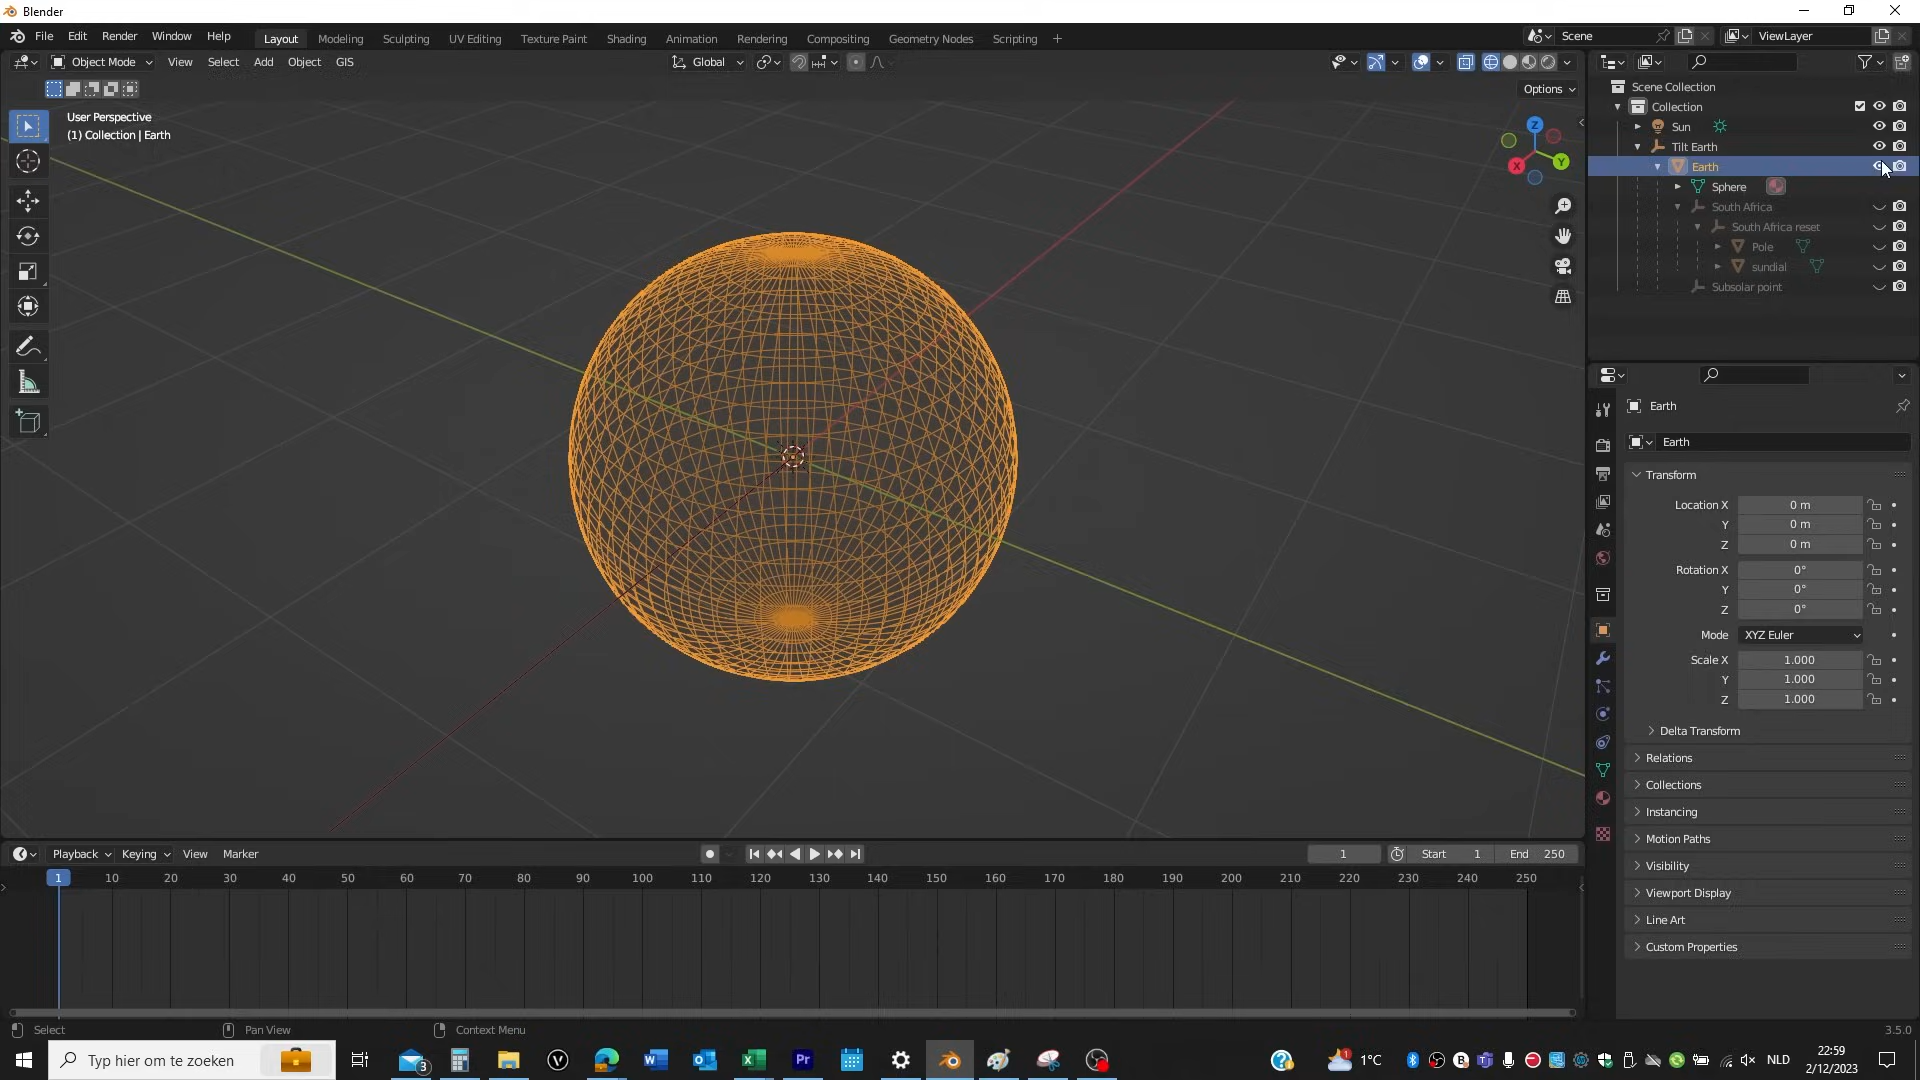 Blender
File Edit Render Window Help Layout Modeling Sculpting UV Editing Texture Paint Shading Animation Rendering Compositing Geometry Nodes Scripting + Scene ViewLayer
Object Mode View Select Add Object GIS Global
Options
User Perspective
(1) Collection | Earth
Z
Y
X
Scene Collection
Collection
Sun
Tilt Earth
Earth
Sphere
South Africa
South Africa reset
Pole
sundial
Subsolar point
Earth
Earth
Transform
Location X 0 m
Y 0 m
Z 0 m
Rotation X 0°
Y 0°
Z 0°
Mode XYZ Euler
Scale X 1.000
Y 1.000
Z 1.000
Delta Transform
Relations
Collections
Instancing
Motion Paths
Visibility
Viewport Display
Line Art
Custom Properties
Playback Keying View Marker 1 Start 1 End 250
1 10 20 30 40 50 60 70 80 90 100 110 120 130 140 150 160 170 180 190 200 210 220 230 240 250
Select Pan View Context Menu 3.5.0
Typ hier om te zoeken 3 1 1°C NLD 22:59
2/12/2023